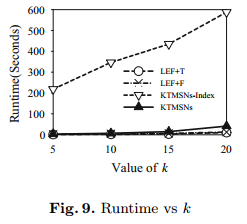 600
500
400
300
200
100
0
Runtime(Seconds)
LEF+T
LEF+F
KTMSNs-Index
KTMSNs
5 10 15 20
Value of k
Fig. 9. Runtime vs k